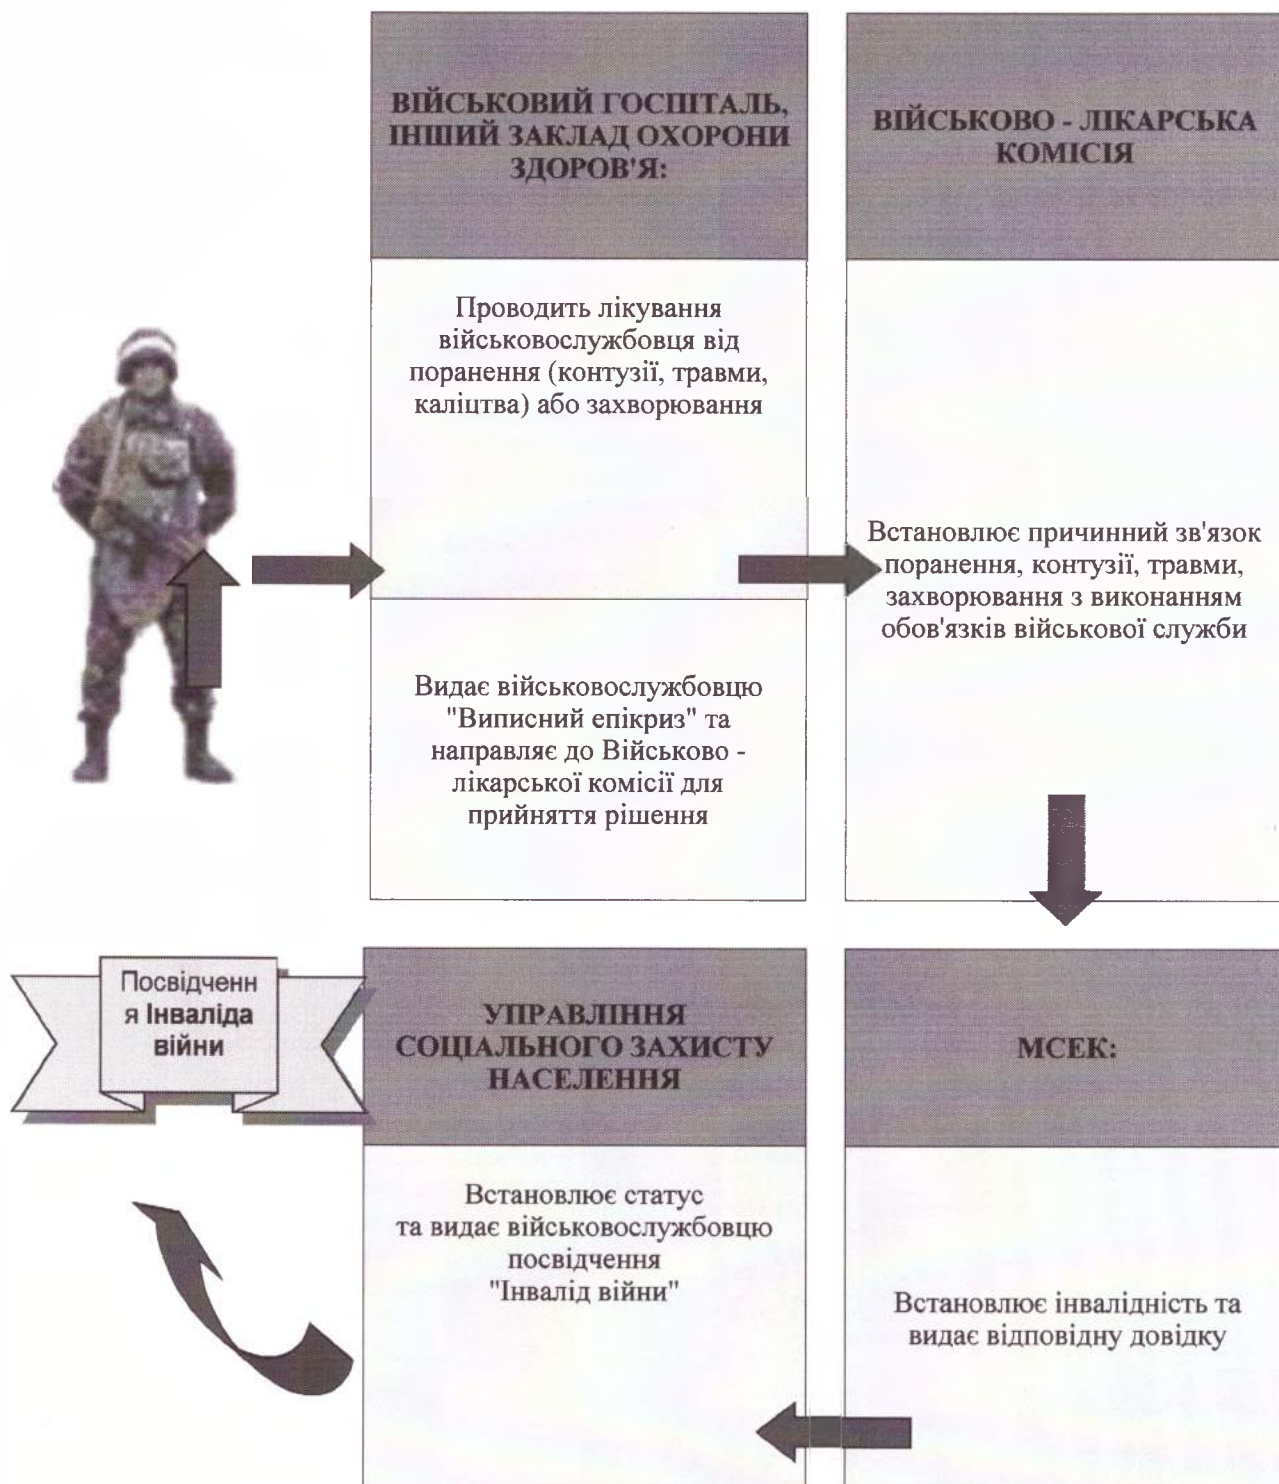 ВІЙСЬКОВИЙ ГОСПІТАЛЬ,
ІНШИЙ ЗАКЛАД ОХОРОНИ
ЗДОРОВ'Я:
Проводить лікування
військовослужбовця від
поранення (контузії, травми,
каліцтва) або захворювання
Видає військовослужбовцю
"Виписний епікриз" та
направляє до Військово -
лікарської комісії для
прийняття рішення
ВІЙСЬКОВО - ЛІКАРСЬКА
КОМІСІЯ
Встановлює причинний зв'язок
поранення, контузії, травми,
захворювання з виконанням
обов'язків військової служби
МСЕК:
Встановлює інвалідність та
видає відповідну довідку
УПРАВЛІННЯ
СОЦІАЛЬНОГО ЗАХИСТУ
НАСЕЛЕННЯ
Встановлює статус
та видає військовослужбовцю
посвідчення
"Інвалід війни"
Посвідченн
я Інваліда
війни